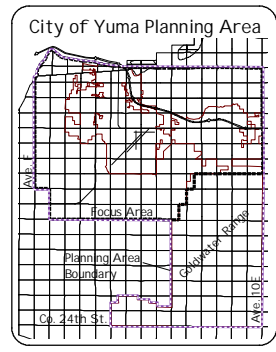 City of Yuma Planning Area
Ave. F
Focus Area
Goldwater Range
Planning Area
Boundary
Ave. 10E
Co. 24th St.